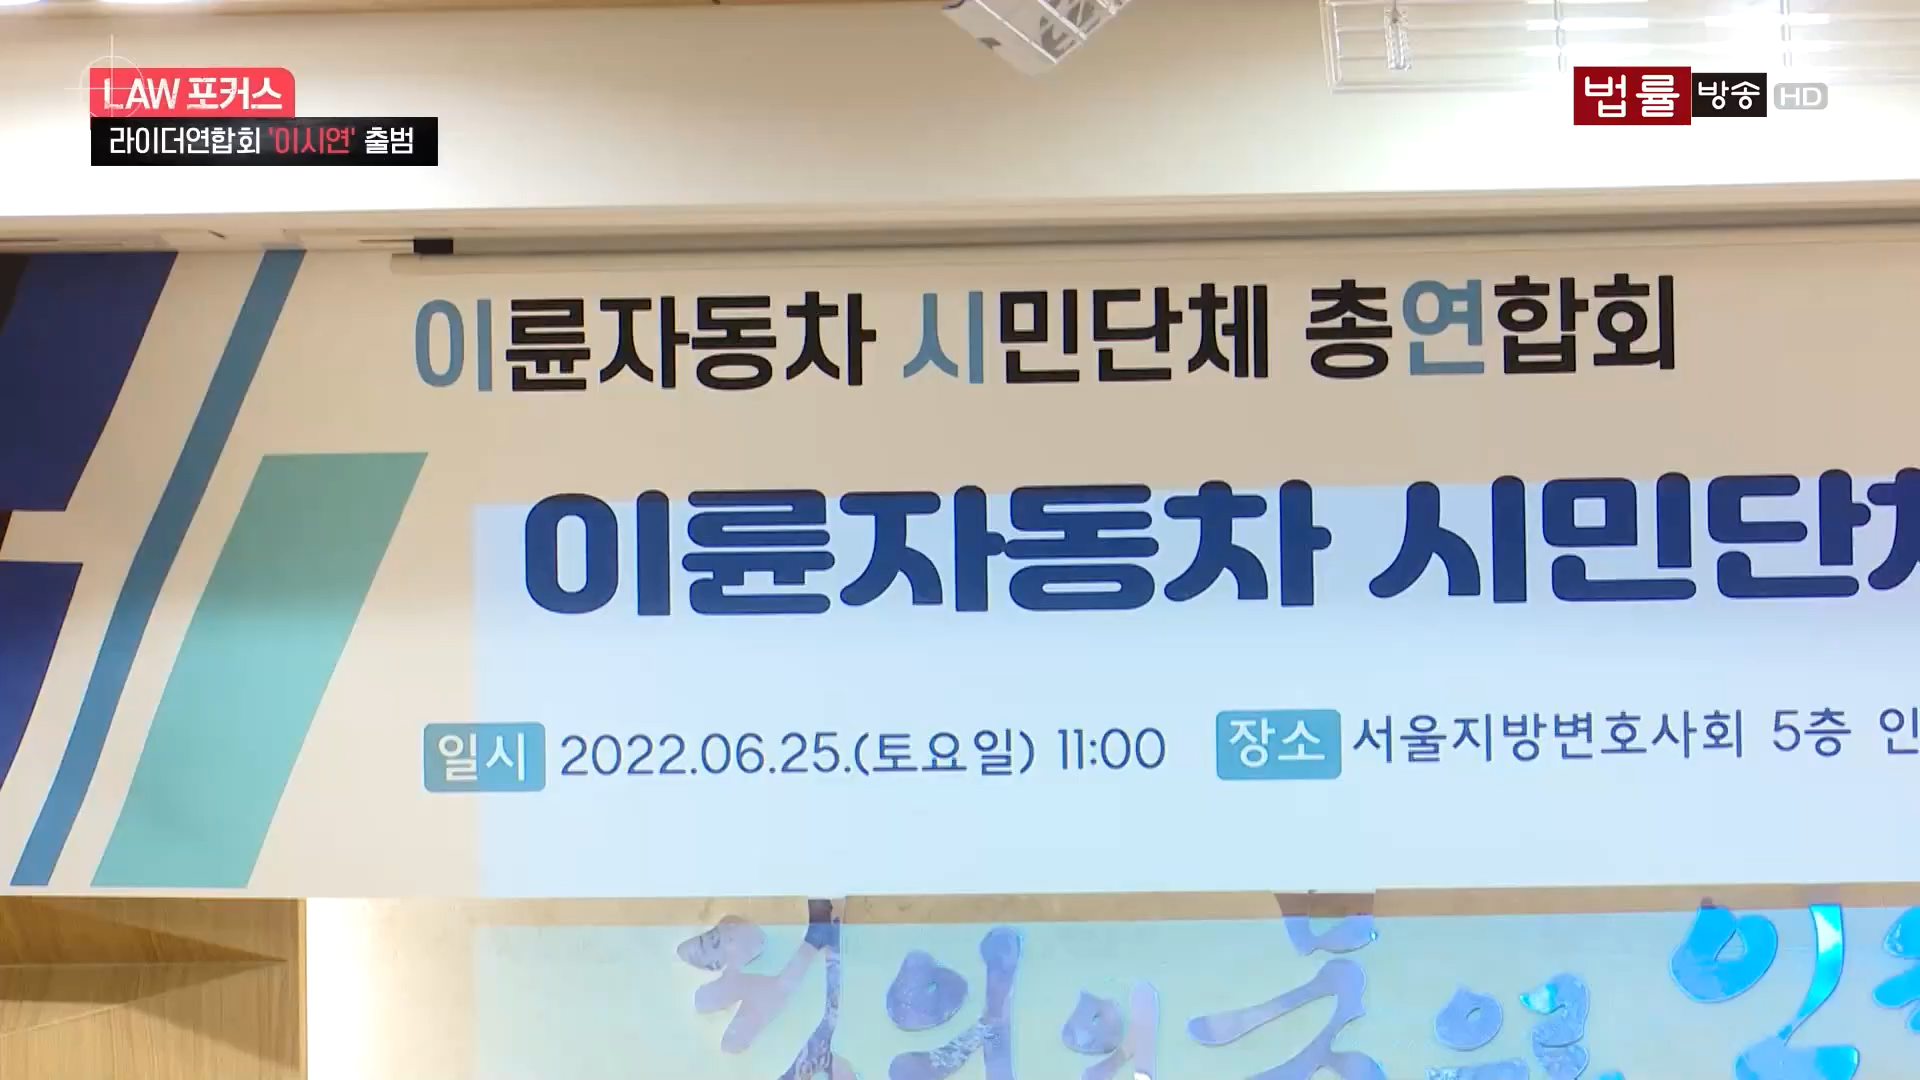 LAW 포커스
라이더연합회 '이시연' 출범
법률방송 HD
이륜자동차 시민단체 총연합회
이륜자동차 시민단체
일시 2022.06.25.(토요일) 11:00 장소 서울지방변호사회 5층 인